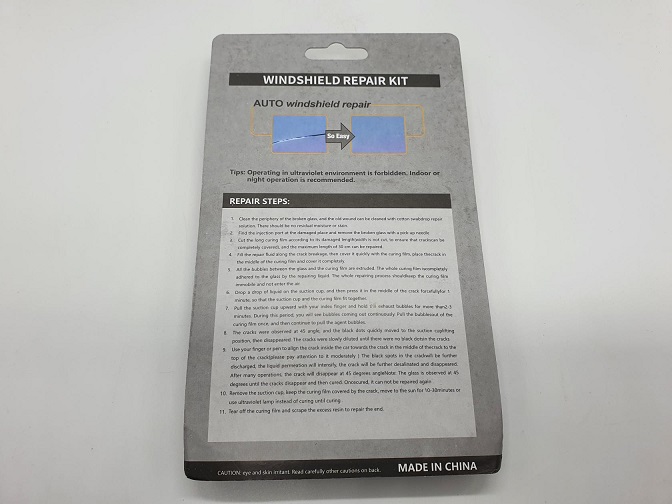 WINDSHIELD REPAIR KIT
AUTO windshield repair
So Easy
Tips: Operating in ultraviolet environment is forbidden. Indoor or
night operation is recommended.
REPAIR STEPS:
1. Clean the periphery of the broken glass, and the old wound can be cleaned with cotton swabdrop repair
solution. There should be no residual moisture or stain
2. Find the injection port at the damaged place and remove the broken glass with a pick up needle
3. Cut the long curing film according to its damaged length(width is not cut, to ensure that crackscan be
completely covered), and the maximum length of 50 cm can be repaired.
4. Fill the repair fluid along the crack breakage, then cover it quickly with the curing film, place firecrack in
the middle of the curing film and cover it completely.
5. All the bubbles between the glass and the curing film are extruded. The whole curing film iscompletely
adhered to the glass by the repairing liquid. The whole repairing process shouldkeep the curing film
immobile and not enter the air.
6. Drop a drop of liquid on the suction cup, and then press it in the middle of the crack forsafullyfor 1
minute, so that the suction cup and the curing film fit together.
7. Pull the suction cup upward with your index finger and hold it to exhaust bubbles for more then2-3
minutes. During this period, you will see bubbles coming out continuously. Pull the bubblesout of the
curing film once, and then continue to pull the agent bubbles.
8. The cracks were observed at 45 angle, and the black dots quickly moved to the suction cuplifting
position, then disappeared. The cracks were slowly diluted until there were no black dotsin the cracks.
9. Use your finger or pen to align the crack inside the car towards the crack in the middle of thecrack to the
top of the crack(please pay attention to it moderately ( The black spots in the crackwill be further
discharged, the liquid permeation will intensify, the crack will be further desalinated and disappeared.
After many operations, the crack will disappear at 45 degrees angleNote: The glass is observed at 45
degrees until the cracks disappear and then cured. Oncecured, it can not be repaired again
10. Remove the suction cup, keep the curing film covered by the crack, move to the sun for 10-30minutes or
use ultraviolet lamp instead of curing until curing.
11. Tear off the curing film and scrape the excess resin to repair the end.
CAUTION: eye and skin irritant. Read carefully other cautions on back.
MADE IN CHINA